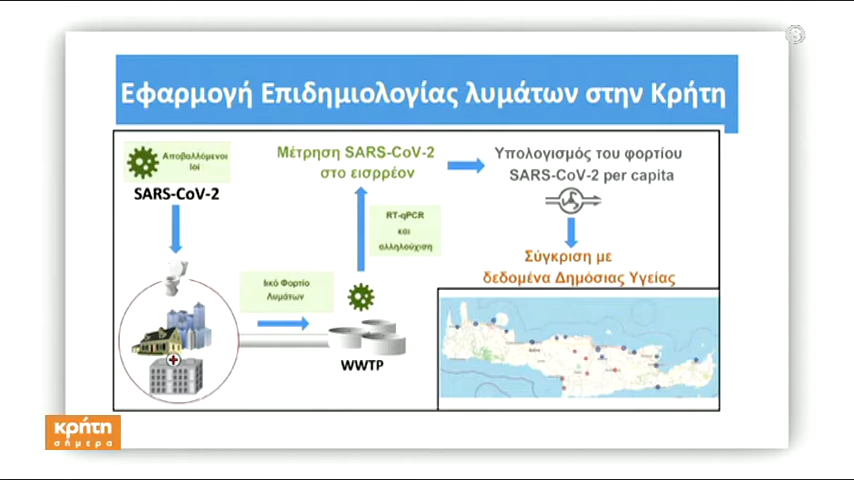 Εφαρμογή Επιδημιολογίας λυμάτων στην Κρήτη
Αποβαλλόμενοι
Ιοί
SARS-CoV-2
Μέτρηση SARS-CoV-2
στο εισρρέον
Υπολογισμός του φορτίου
SARS-CoV-2 per capita
RT-qPCR
και
αλληλούχιση
Σύγκριση με
δεδομένα Δημόσιας Υγείας
Ιικό Φορτίο
Λυμάτων
WWTP
κρήτη
σήμερα